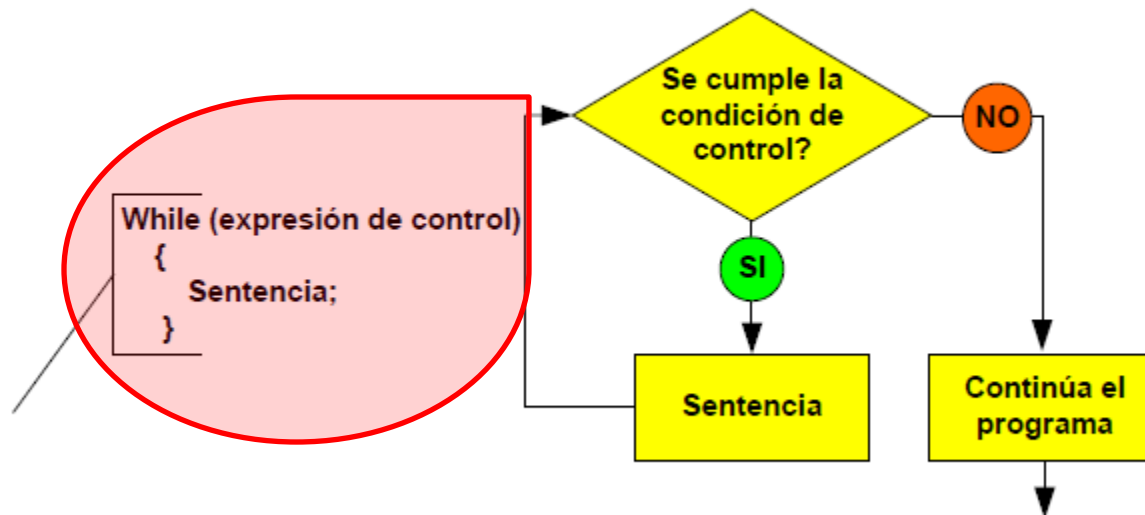 While (expresión de control)
{
Sentencia;
}
Se cumple la
condición de
control?
NO
SI
Sentencia
Continúa el
programa